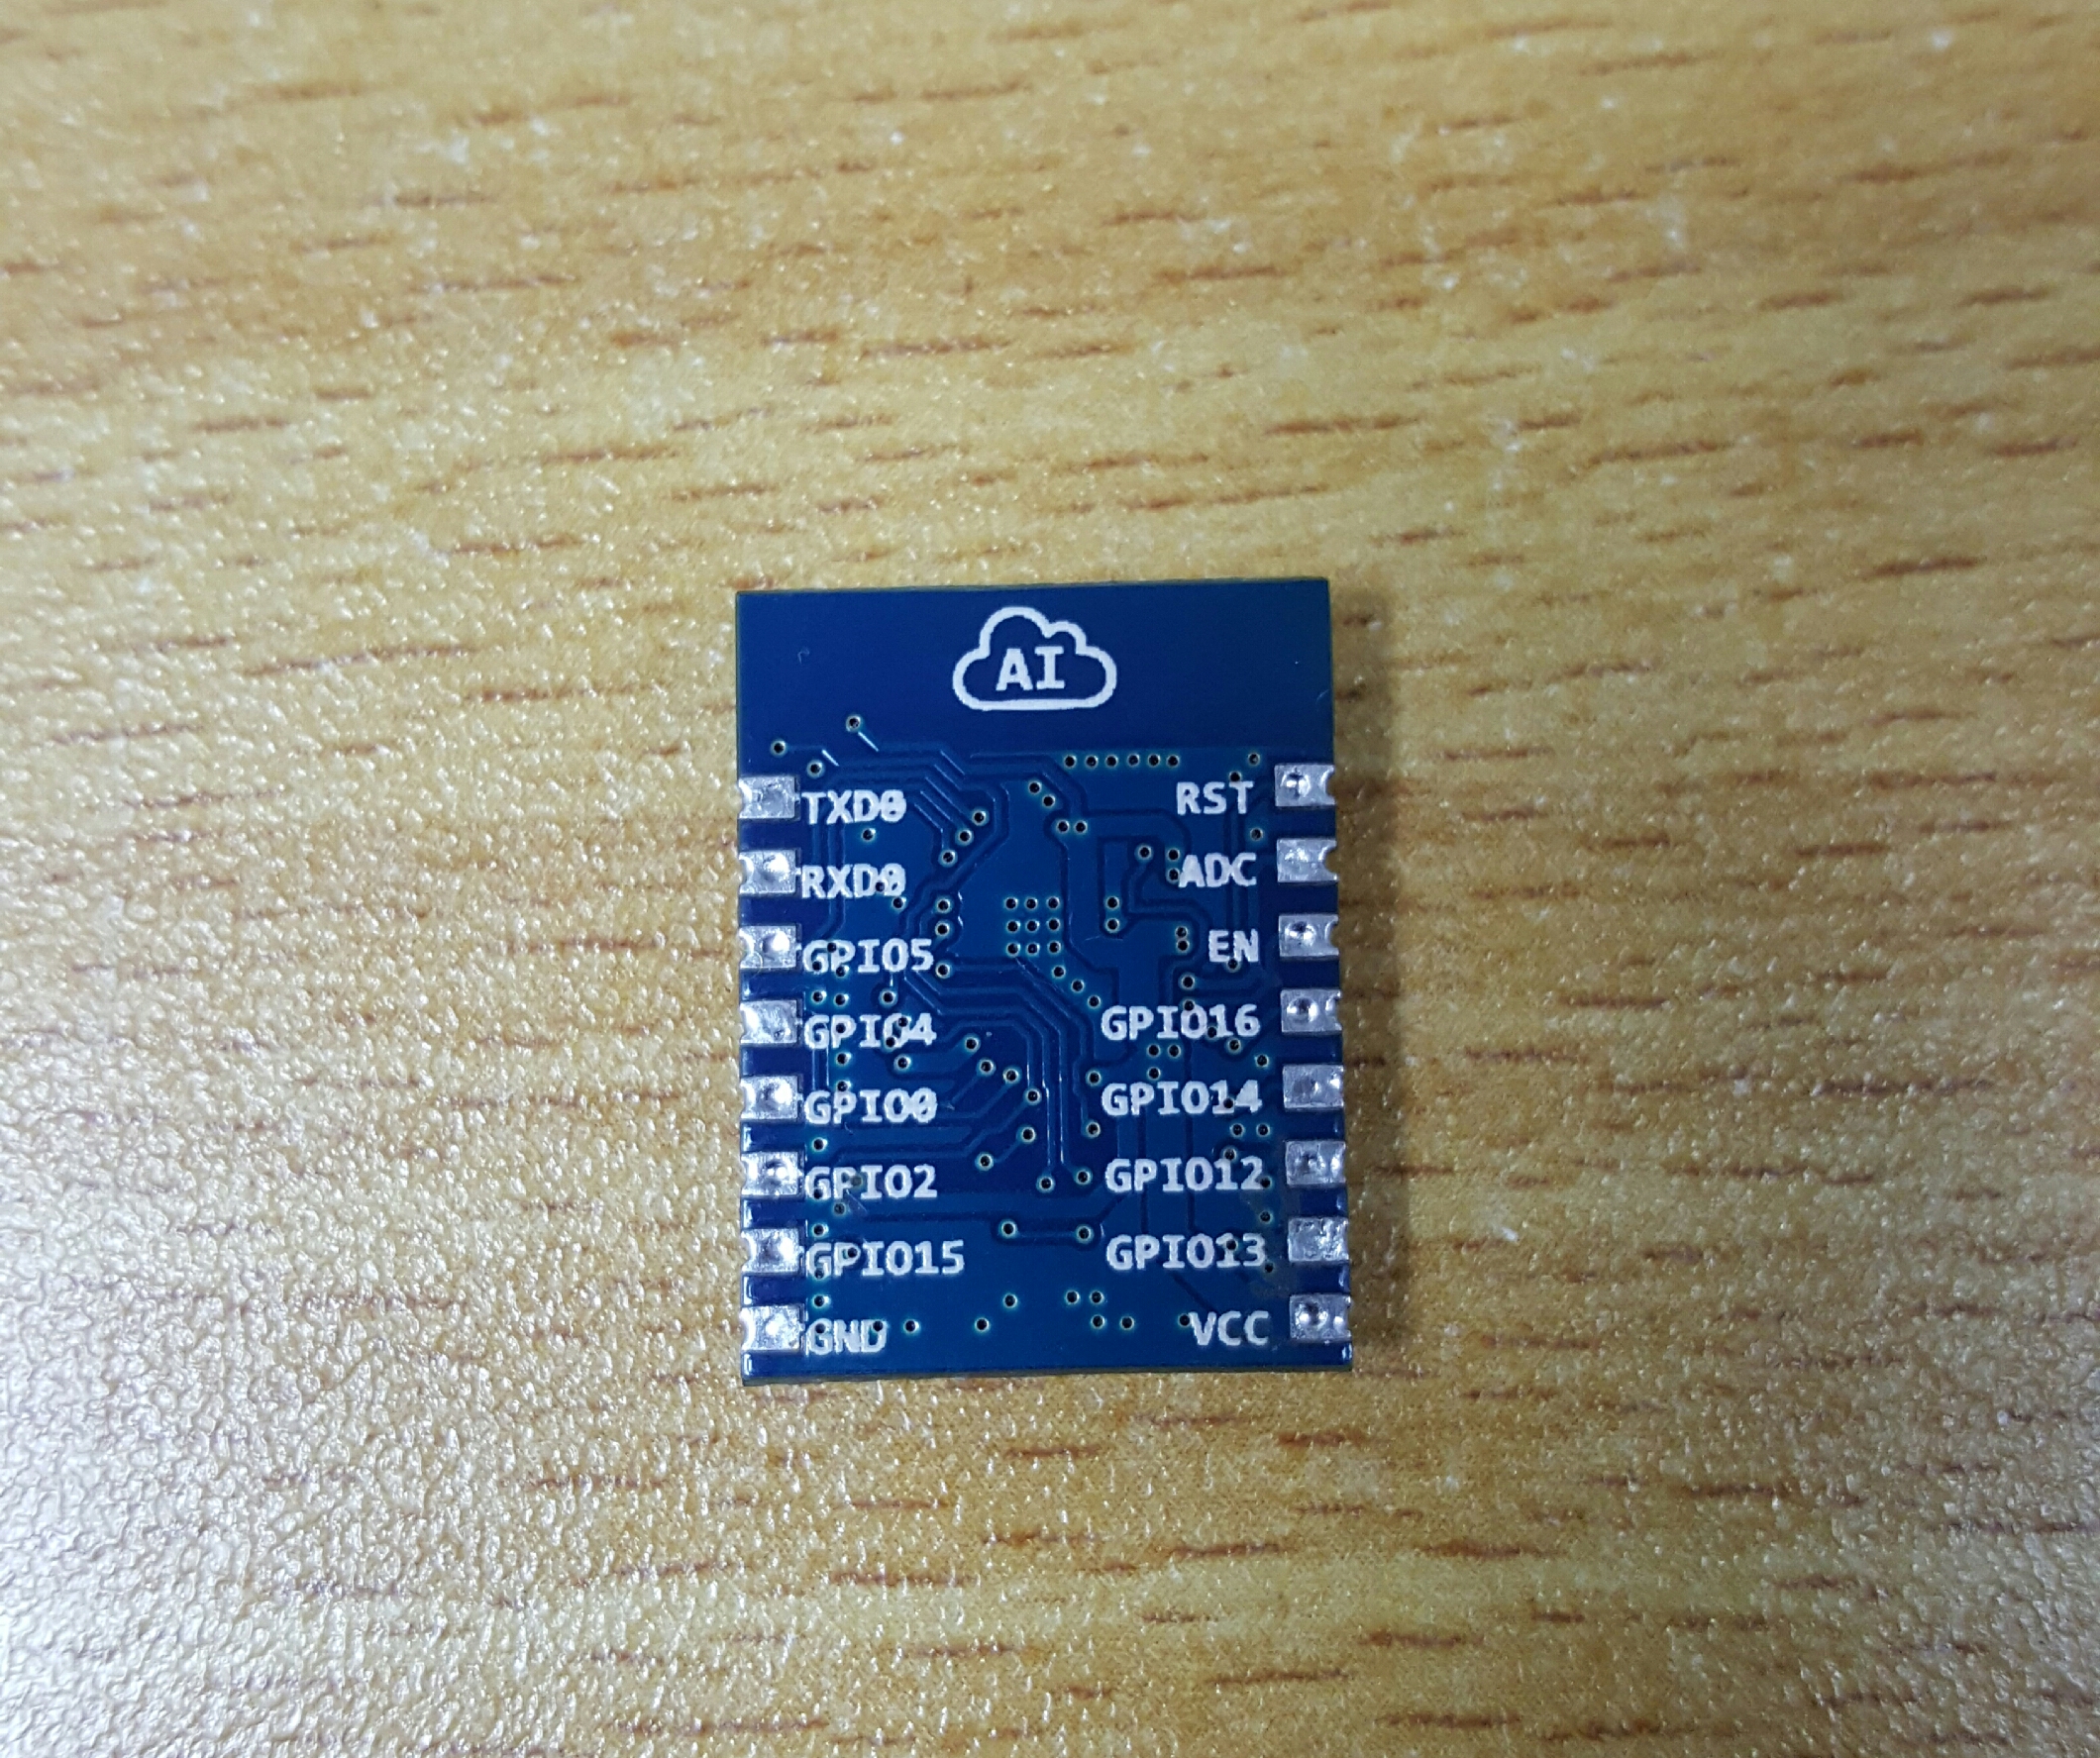 AI
TXD0 RST
RXD0 ADC
GPIO5 EN
GPIO4 GPIO16
GPIO0 GPIO14
GPIO2 GPIO12
GPIO15 GPIO13
GND VCC